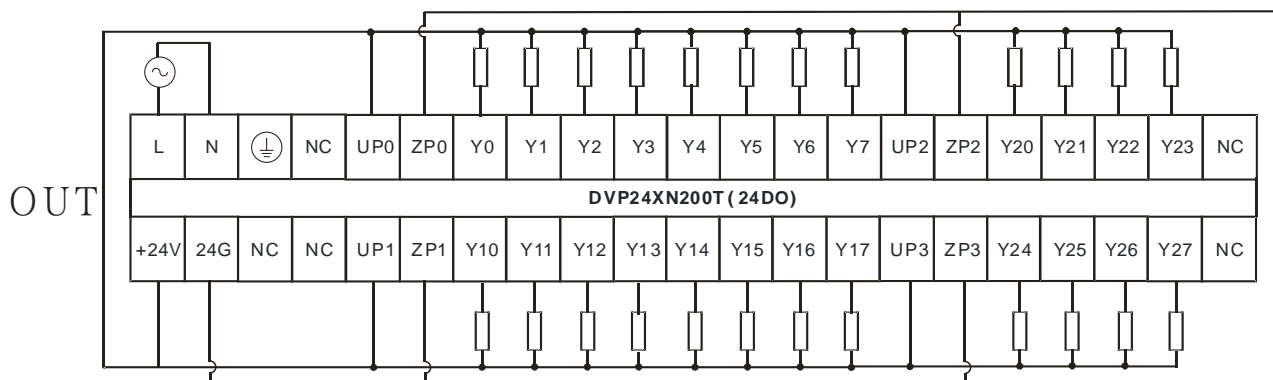 L N NC UP0 ZP0 Y0 Y1 Y2 Y3 Y4 Y5 Y6 Y7 UP2 ZP2 Y20 Y21 Y22 Y23 NC
OUT
DVP24XN200T ( 24DO)
+24V 24G NC NC UP1 ZP1 Y10 Y11 Y12 Y13 Y14 Y15 Y16 Y17 UP3 ZP3 Y24 Y25 Y26 Y27 NC